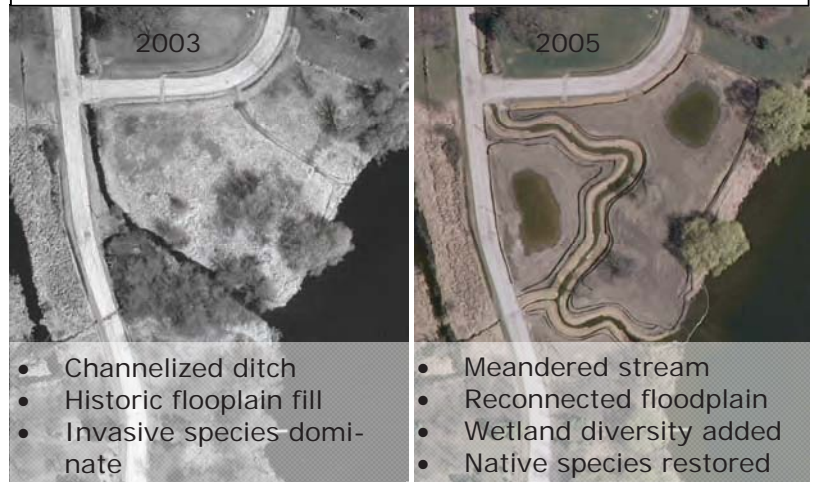 2003
• Channelized ditch
• Historic flooplain fill
• Invasive species domi-
nate
2005
• Meandered stream
• Reconnected floodplain
• Wetland diversity added
• Native species restored